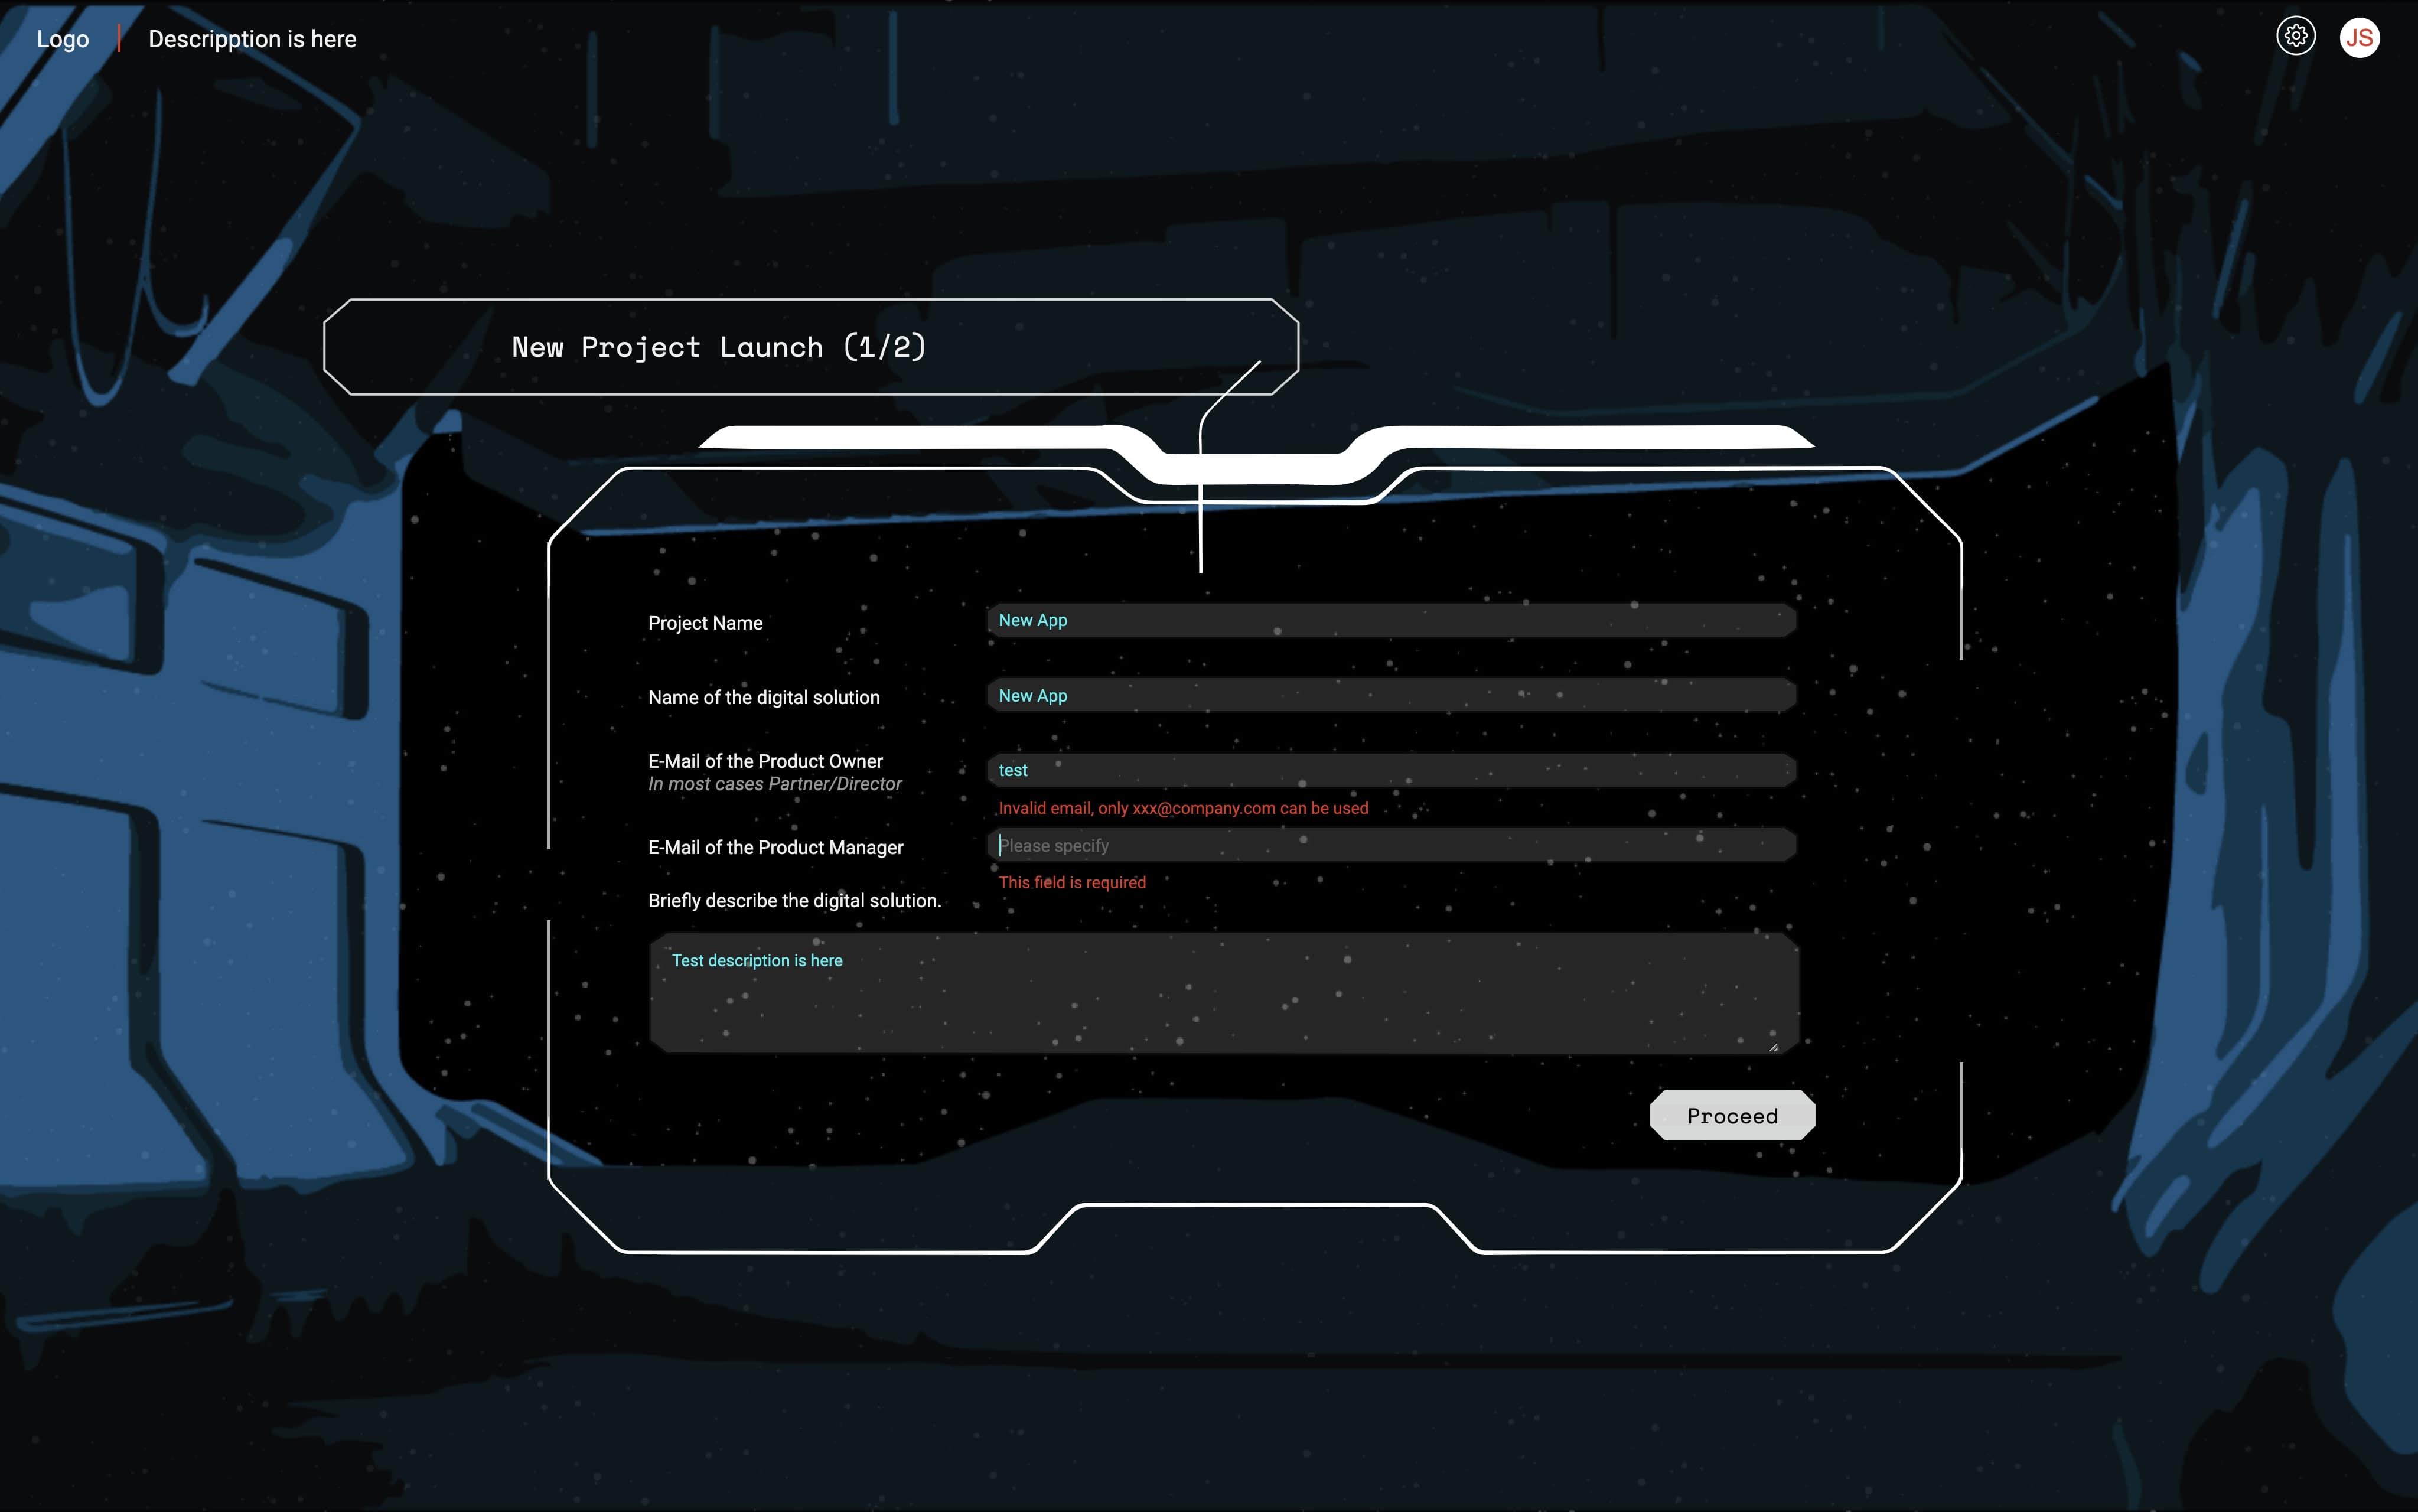 Logo | Descripption is here
JS
New Project Launch (1/2)
Project Name
New App
Name of the digital solution
New App
E-Mail of the Product Owner
In most cases Partner/Director
test
Invalid email, only xxx@company.com can be used
E-Mail of the Product Manager
Please specify
This field is required
Briefly describe the digital solution.
Test description is here
Proceed